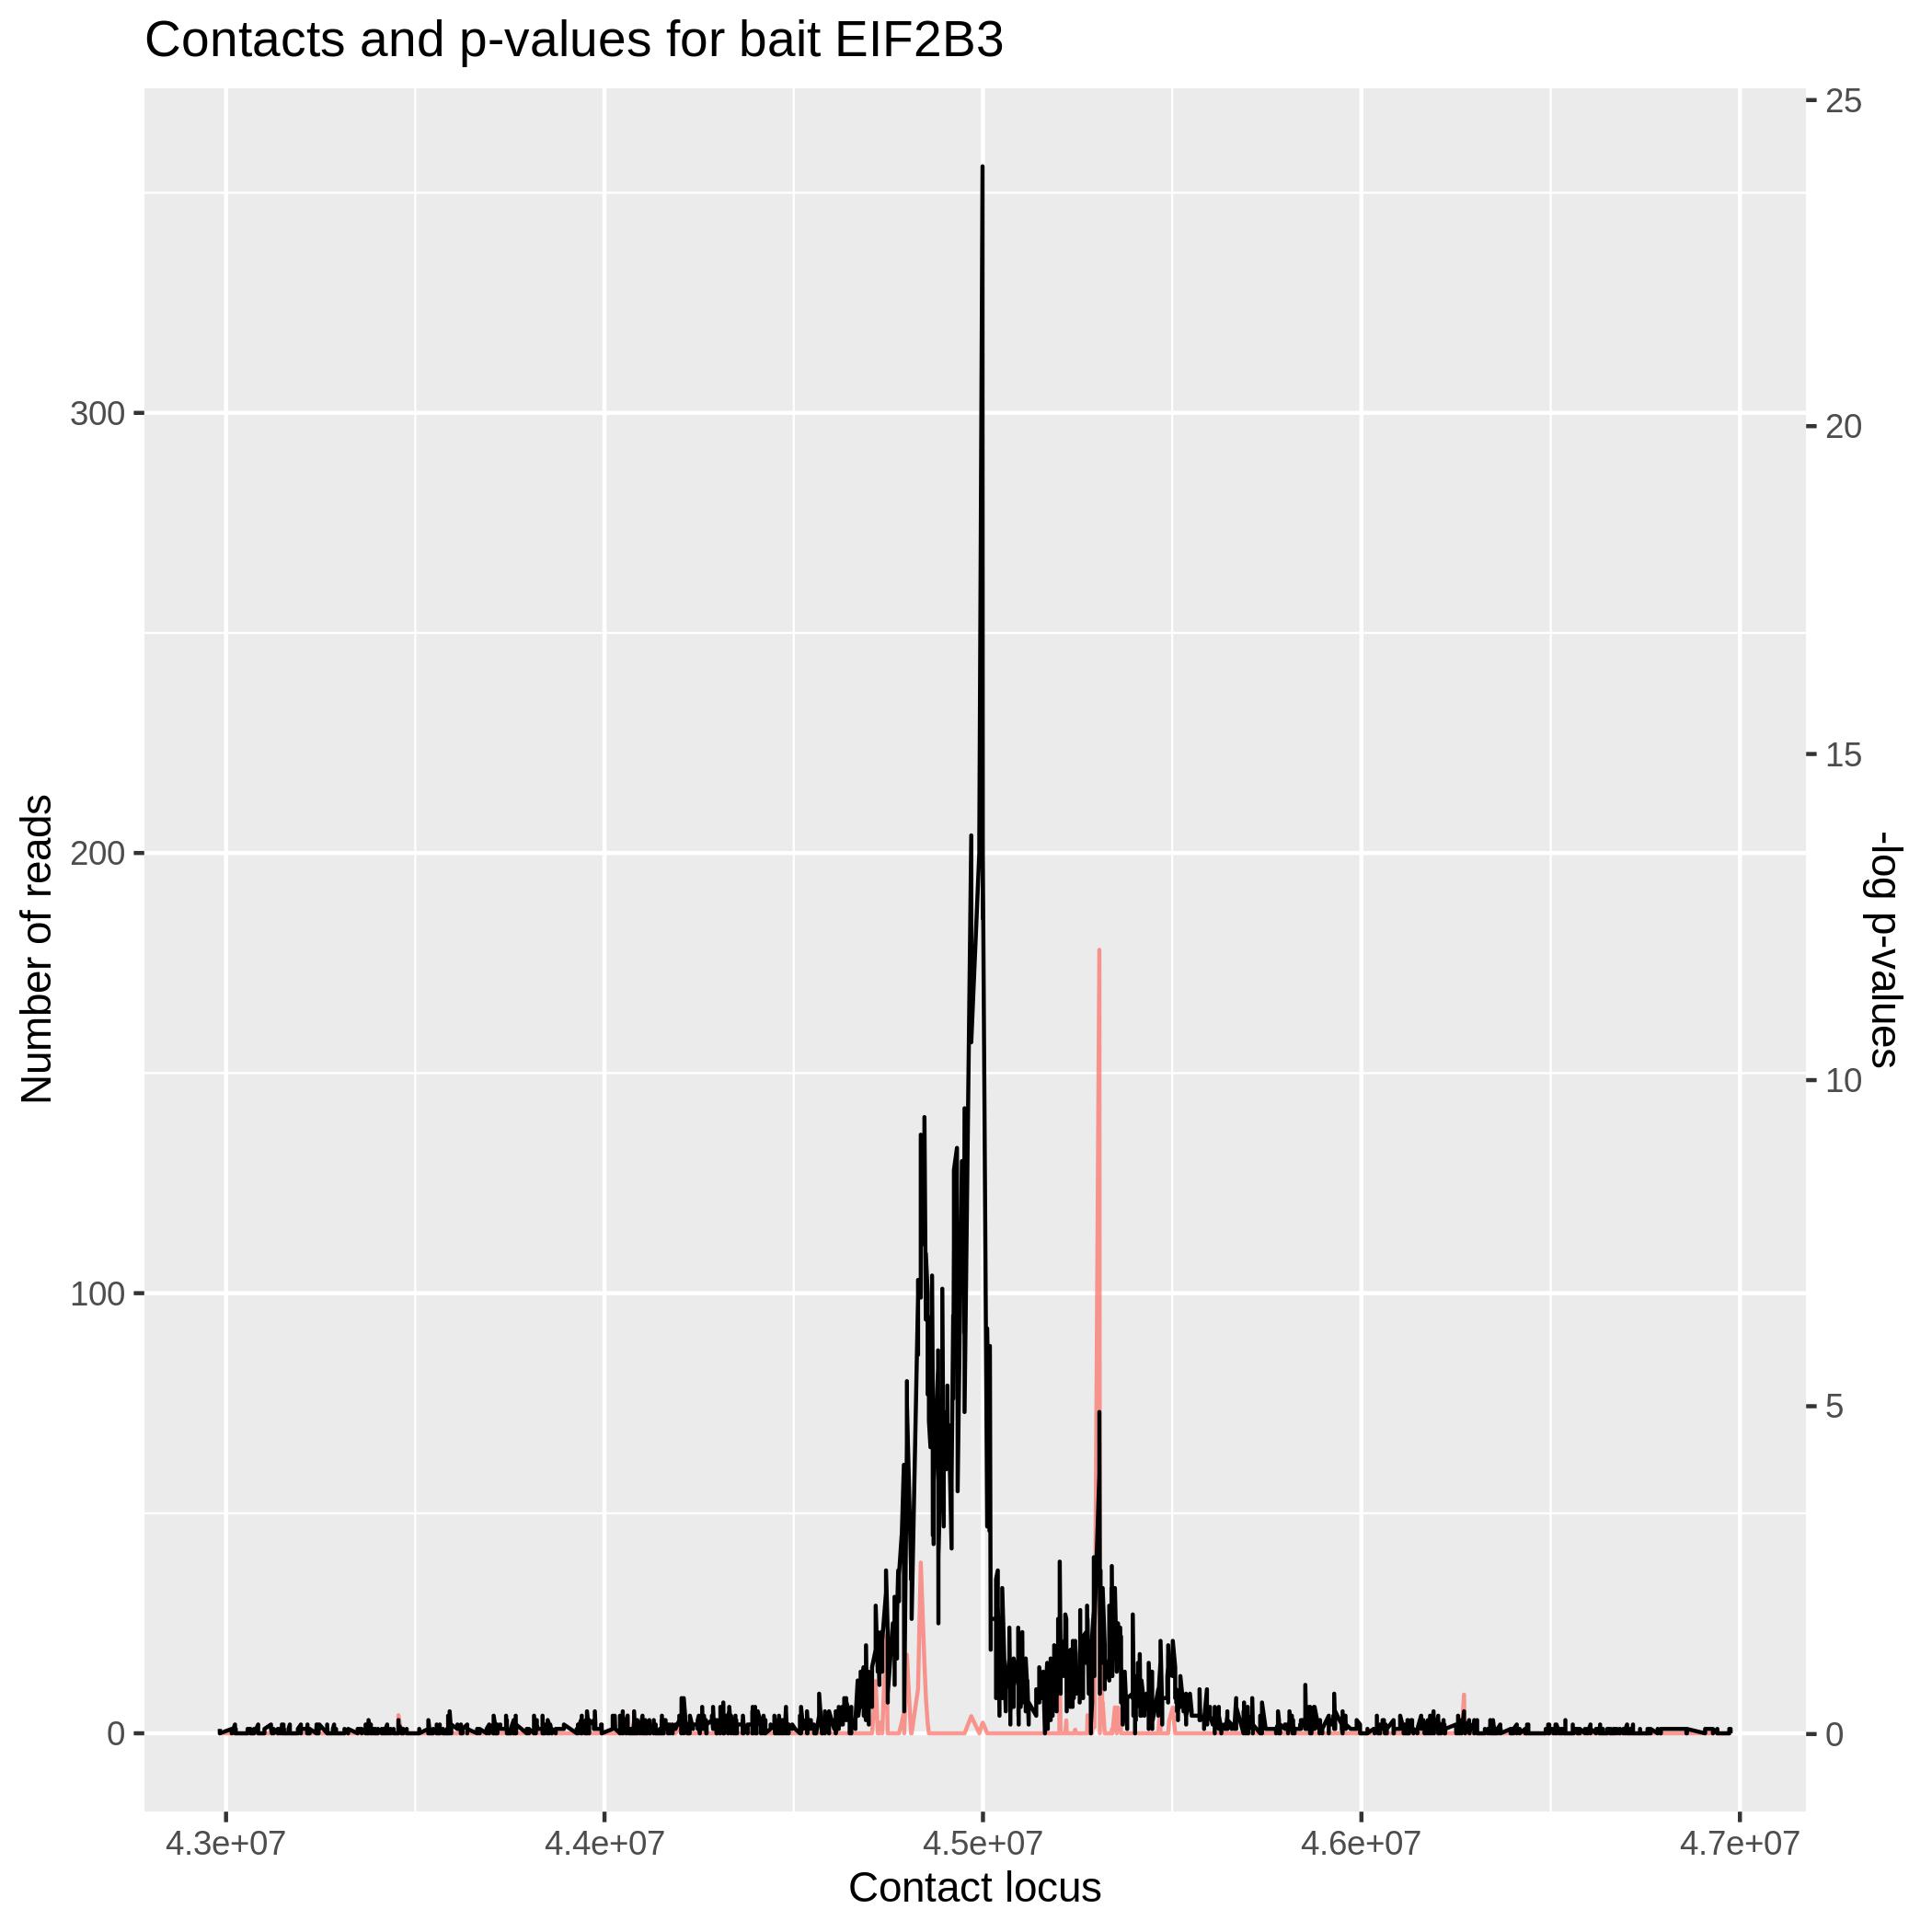 Contacts and p-values for bait EIF2B3
25
300
20
15
200
10
100
5
0
0
Number of reads
-log p-values
4.3e+07
4.4e+07
4.5e+07
4.6e+07
4.7e+07
Contact locus